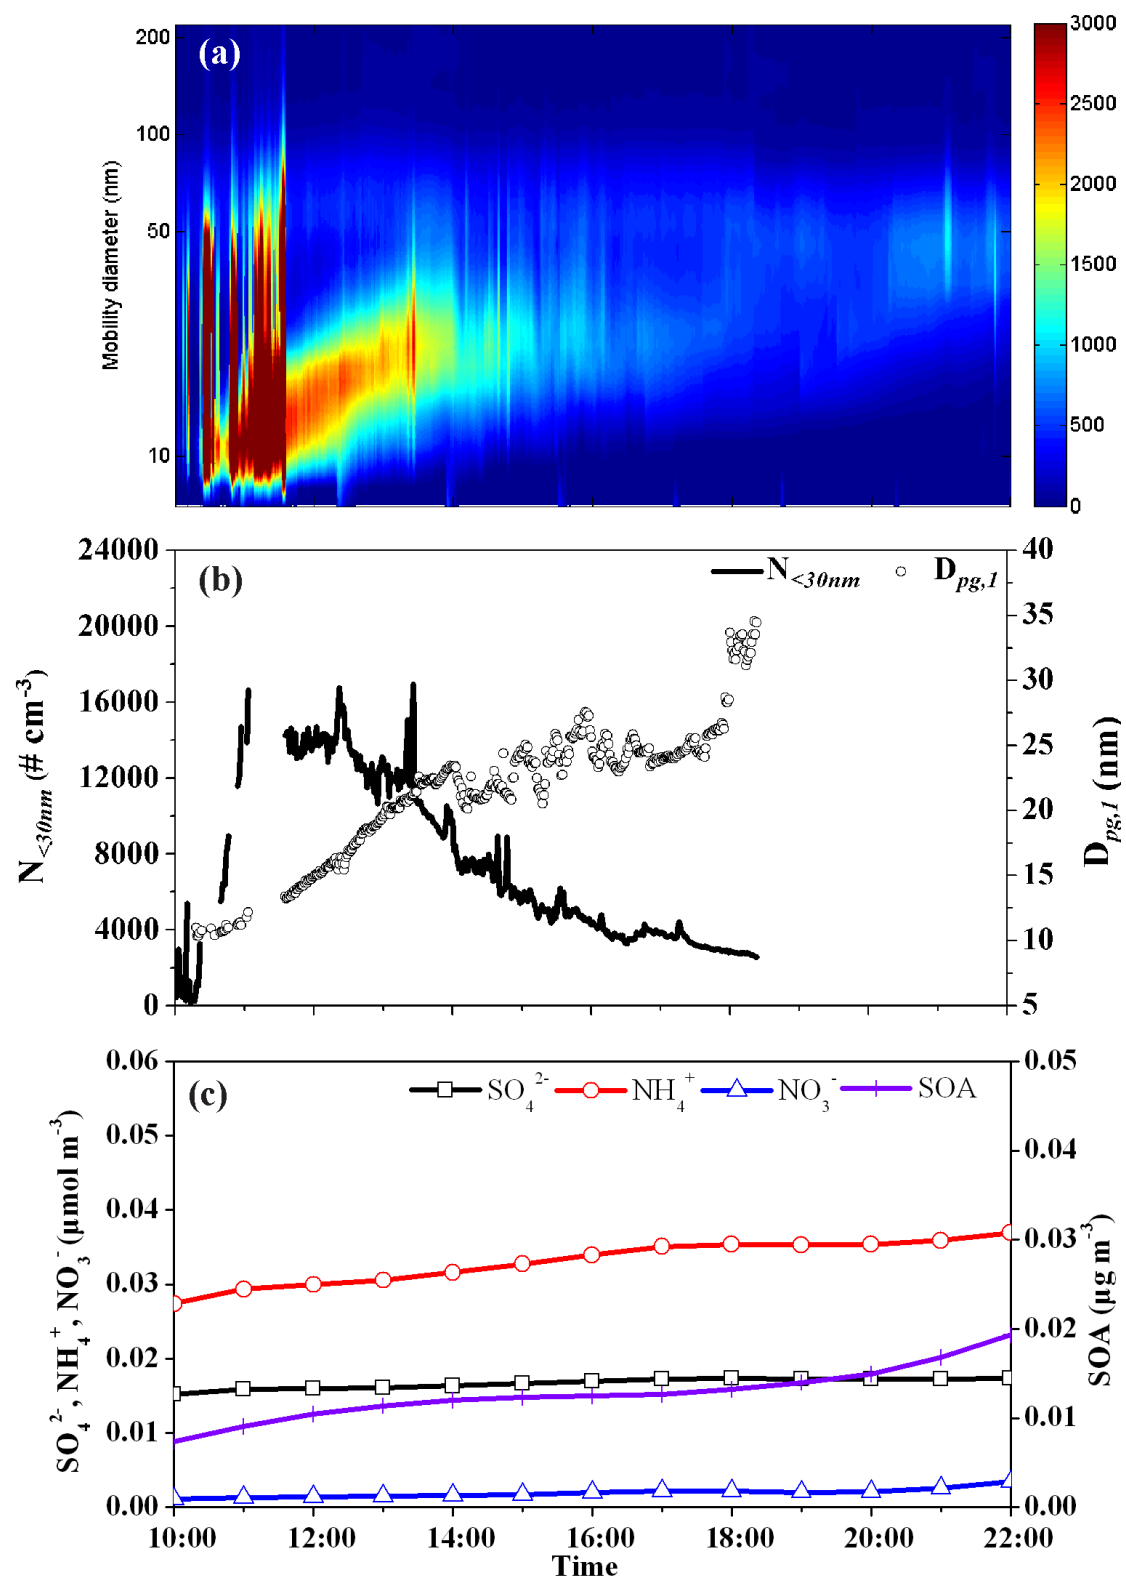 (a)
200
100
50
10
Mobility diameter (nm)
3000
2500
2000
1500
1000
500
0
(b)
N<30nm
Dpg,1
24000
20000
16000
12000
8000
4000
0
N<30nm (# cm-3)
40
35
30
25
20
15
10
5
Dpg,1 (nm)
(c)
SO4 2-
NH4 +
NO3 -
SOA
0.06
0.05
0.04
0.03
0.02
0.01
0.00
SO4 2-, NH4 +, NO3 - (μmol m-3)
0.05
0.04
0.03
0.02
0.01
0.00
SOA (μg m-3)
10:00 12:00 14:00 16:00 18:00 20:00 22:00
Time